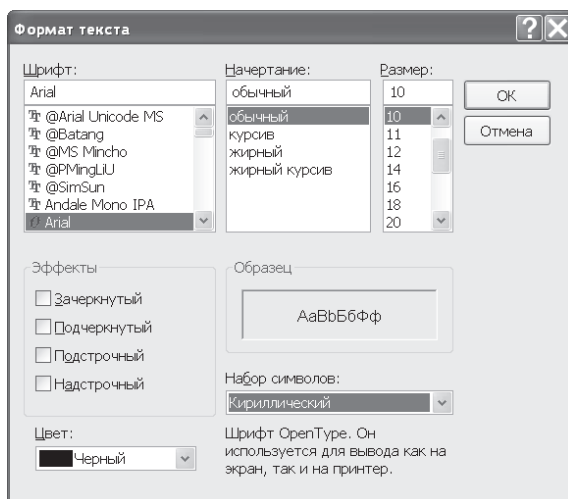 Формат текста
Шрифт:
Начертание:
Размер:
Arial
обычный
10
ОК
Отмена
@Arial Unicode MS
@Batang
@MS Mincho
@PMingLiU
@SimSun
Andale Mono IPA
Arial
обычный
курсив
жирный
жирный курсив
10
11
12
14
16
18
20
Эффекты
Зачеркнутый
Подчеркнутый
Подстрочный
Надстрочный
Образец
АаBbБбФф
Набор символов:
Кириллический
Цвет:
Черный
Шрифт OpenType. Он
используется для вывода как на
экран, так и на принтер.